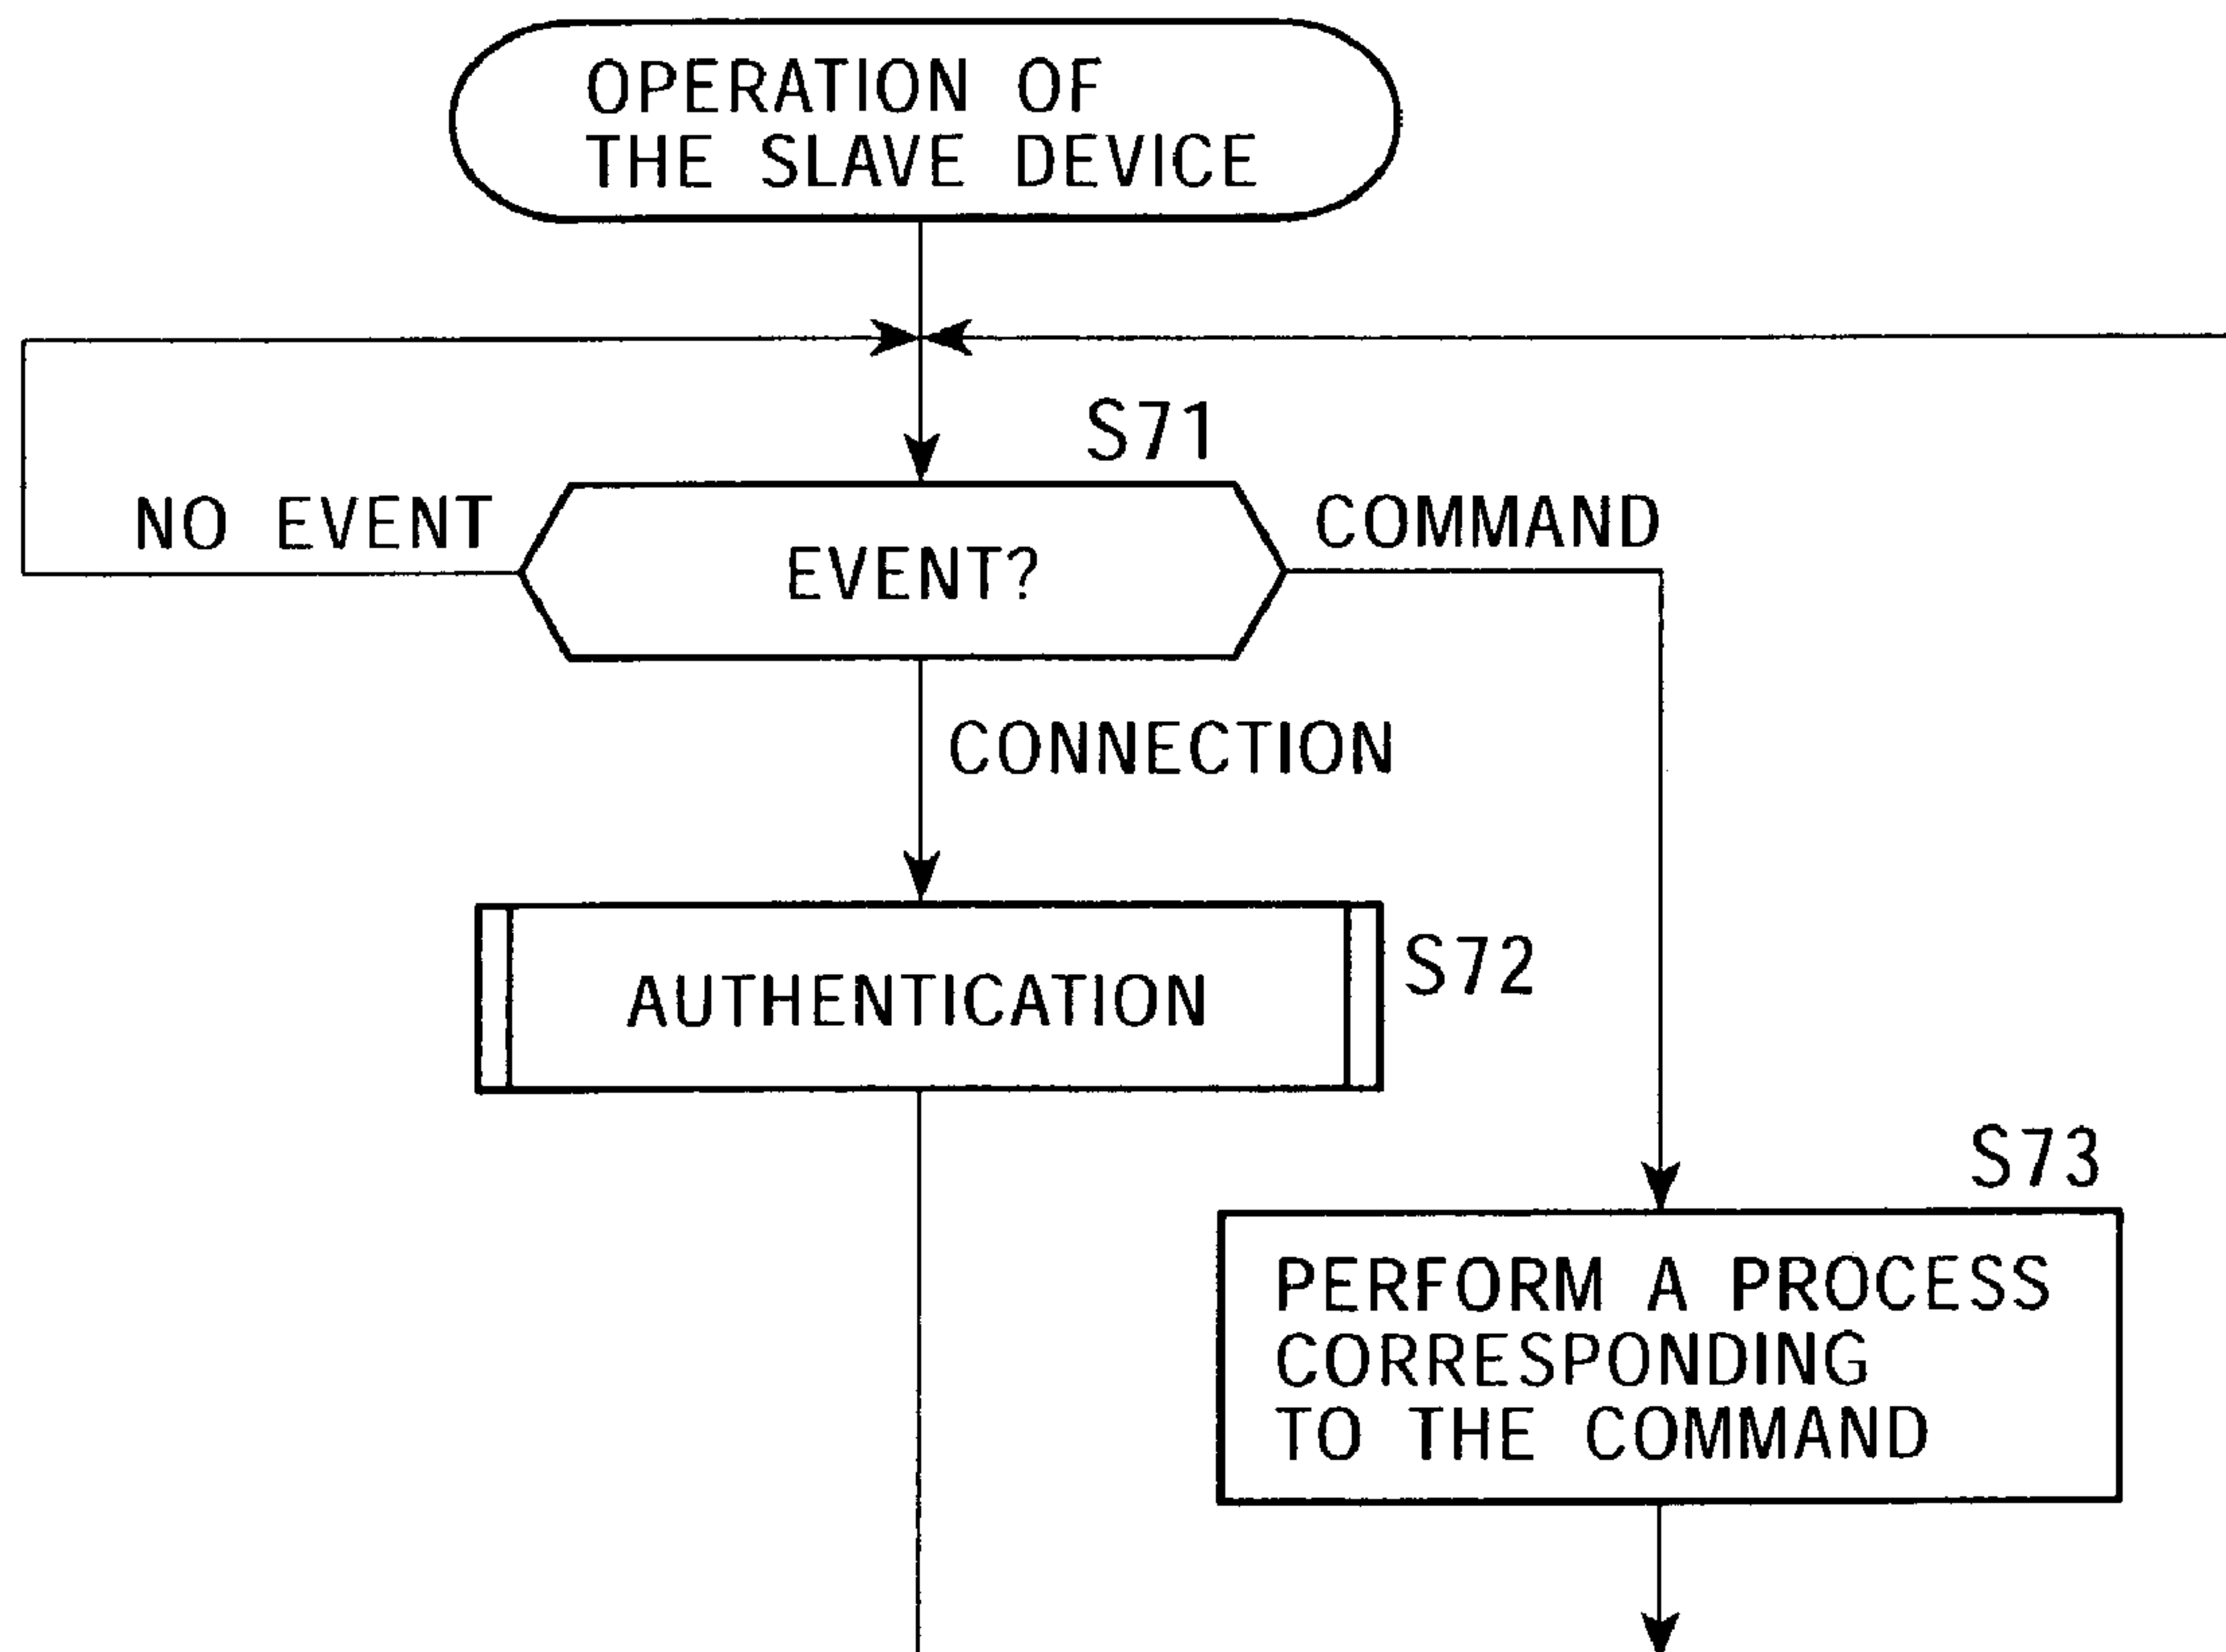 OPERATION OF
THE SLAVE DEVICE
S71
NO EVENT
EVENT?
COMMAND
CONNECTION
AUTHENTICATION
S72
S73
PERFORM A PROCESS
CORRESPONDING
TO THE COMMAND